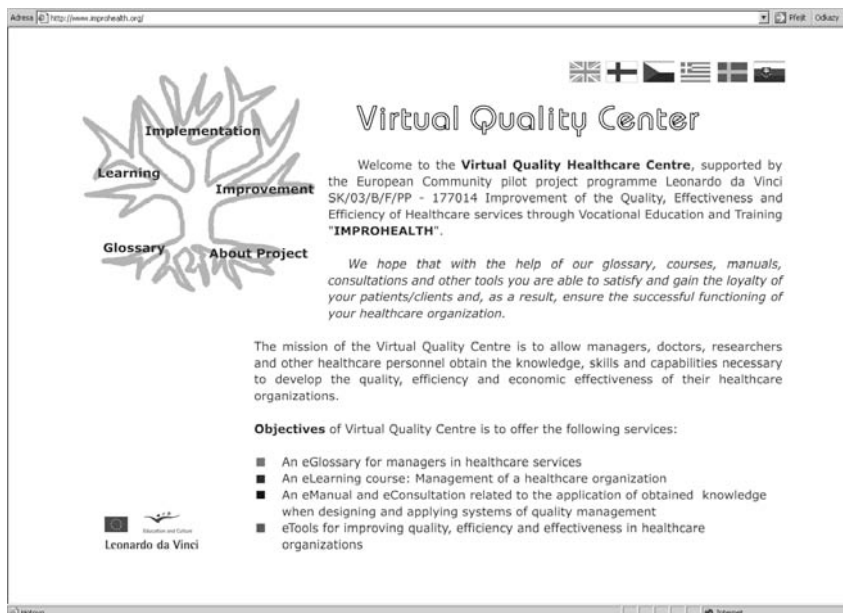 Adresa http://www.improhealth.org/ Přejít Odkazy
Virtual Quality Center
Implementation
Learning
Improvement
Glossary
About Project
Welcome to the Virtual Quality Healthcare Centre, supported by
the European Community pilot project programme Leonardo da Vinci
SK/03/B/F/PP - 177014 Improvement of the Quality, Effectiveness and
Efficiency of Healthcare services through Vocational Education and Training
"IMPROHEALTH".
We hope that with the help of our glossary, courses, manuals,
consultations and other tools you are able to satisfy and gain the loyalty of
your patients/clients and, as a result, ensure the successful functioning of
your healthcare organization.
The mission of the Virtual Quality Centre is to allow managers, doctors, researchers
and other healthcare personnel obtain the knowledge, skills and capabilities necessary
to develop the quality, efficiency and economic effectiveness of their healthcare
organizations.
Objectives of Virtual Quality Centre is to offer the following services:
An eGlossary for managers in healthcare services
An eLearning course: Management of a healthcare organization
An eManual and eConsultation related to the application of obtained knowledge
when designing and applying systems of quality management
eTools for improving quality, efficiency and effectiveness in healthcare
organizations
Education and Culture
Leonardo da Vinci
Hotovo Internet